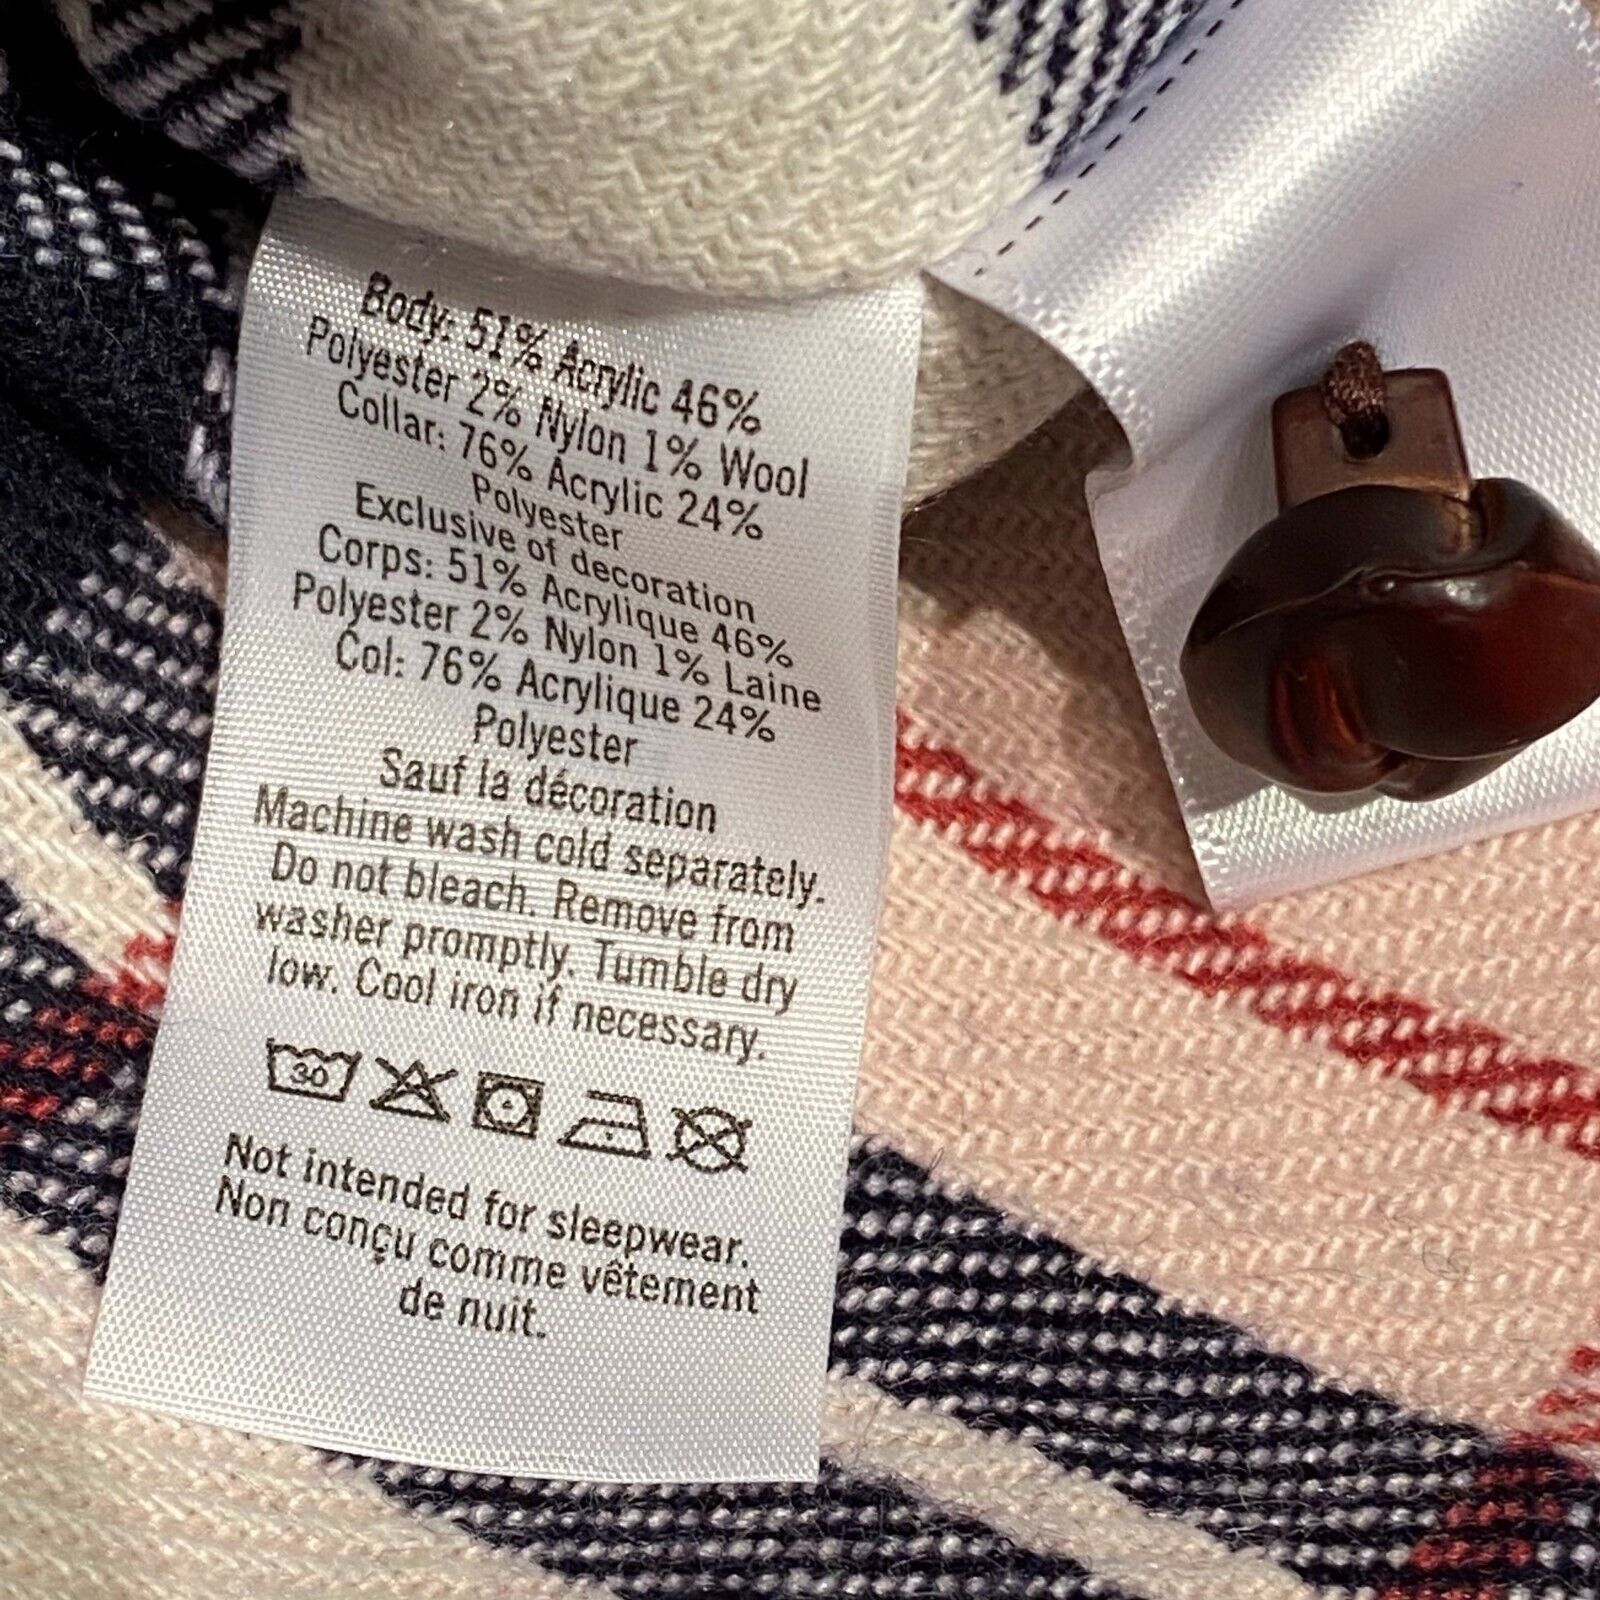 Body: 51% Acrylic 46%
Polyester 2% Nylon 1% Wool
Collar: 76% Acrylic 24%
Polyester
Exclusive of decoration
Corps: 51% Acrylique 46%
Polyester 2% Nylon 1% Laine
Col: 76% Acrylique 24%
Polyester
Sauf la décoration
Machine wash cold separately.
Do not bleach. Remove from
washer promptly. Tumble dry
low. Cool iron if necessary.
30
Not intended for sleepwear.
Non conçu comme vêtement
de nuit.